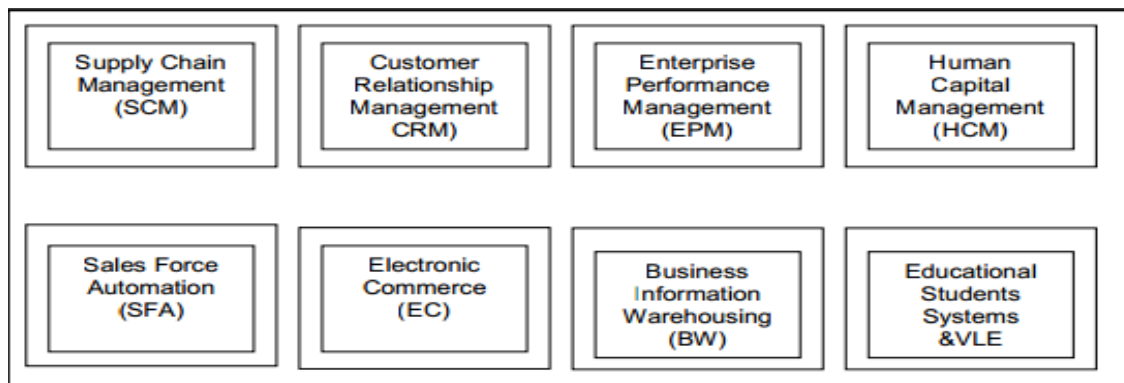 Supply Chain
Management
(SCM)
Customer
Relationship
Management
CRM)
Enterprise
Performance
Management
(EPM)
Human
Capital
Management
(HCM)
Sales Force
Automation
(SFA)
Electronic
Commerce
(EC)
Business
Information
Warehousing
(BW)
Educational
Students
Systems
&VLE